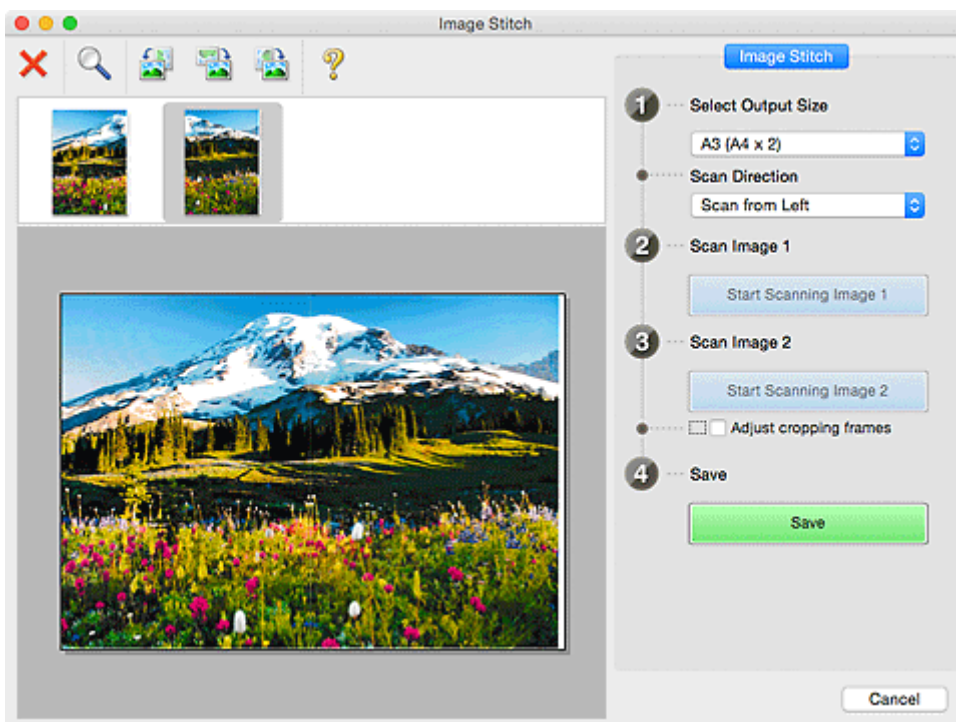 Image Stitch
Image Stitch
1 Select Output Size
A3 (A4 x 2)
Scan Direction
Scan from Left
2 Scan Image 1
Start Scanning Image 1
3 Scan Image 2
Start Scanning Image 2
Adjust cropping frames
4 Save
Save
Cancel